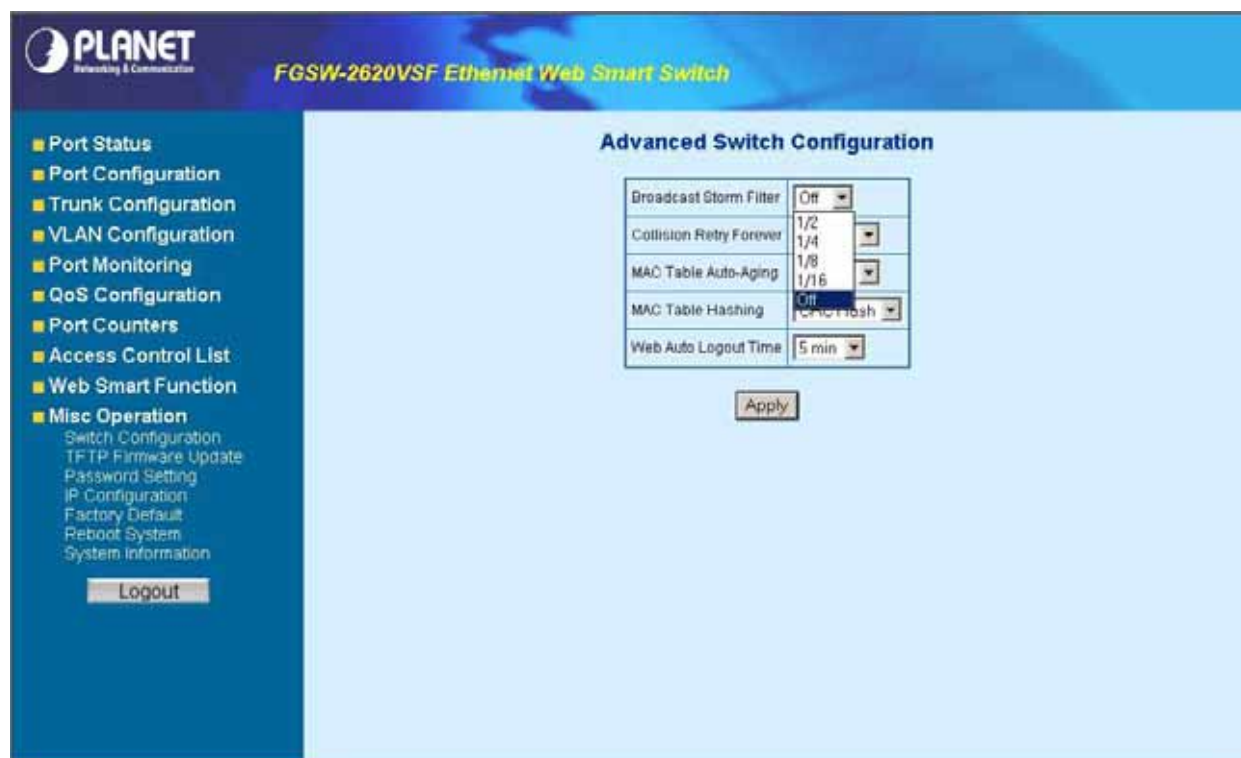 PLANET
Networking & Communication
FGSW-2620VSF Ethernet Web Smart Switch
Port Status
Port Configuration
Trunk Configuration
VLAN Configuration
Port Monitoring
QoS Configuration
Port Counters
Access Control List
Web Smart Function
Misc Operation
Switch Configuration
TFTP Firmware Update
Password Setting
IP Configuration
Factory Default
Reboot System
System Information
Logout
Advanced Switch Configuration
Broadcast Storm Filter Off
1/2
1/4
1/8
1/16
Off
Collision Retry Forever
MAC Table Auto-Aging
MAC Table Hashing
Web Auto Logout Time 5 min
Apply